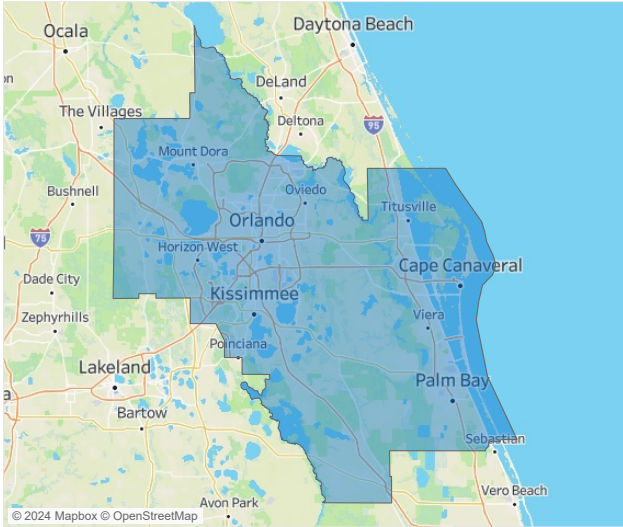 Ocala
Daytona Beach
DeLand
The Villages
Deltona
95
Mount Dora
Bushnell
Oviedo
Titusville
Orlando
75
Horizon West
Cape Canaveral
Dade City
Kissimmee
Zephyrhills
Viera
Poinciana
Lakeland
Palm Bay
Bartow
Sebastian
Vero Beach
Avon Park
© 2024 Mapbox © OpenStreetMap